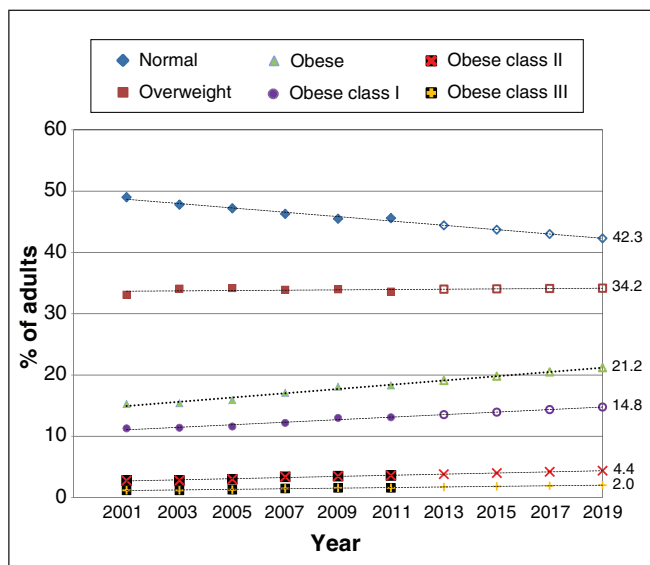 Normal Obese Obese class II
Overweight Obese class I Obese class III
60
50
40
30
20
10
0
% of adults
42.3
34.2
21.2
14.8
4.4
2.0
2001 2003 2005 2007 2009 2011 2013 2015 2017 2019
Year